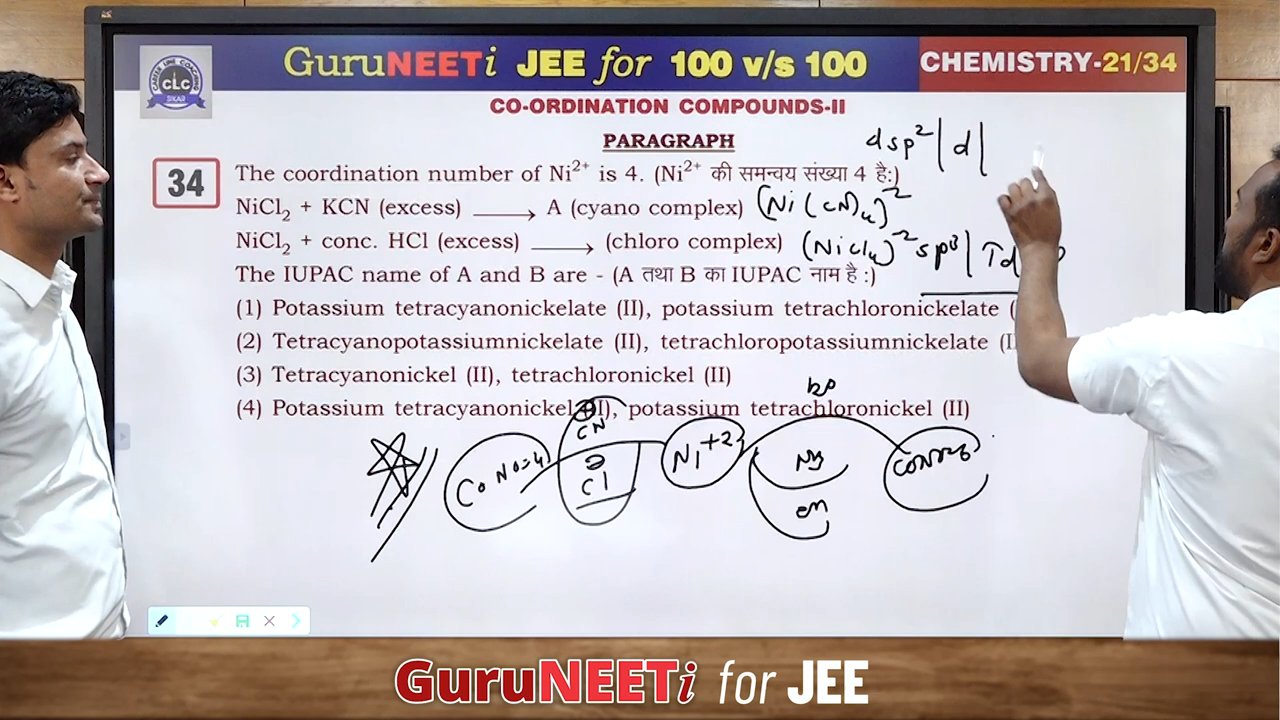 GuruNEETi JEE for 100 v/s 100
CHEMISTRY-21/34
CLC
SIKAR
CO-ORDINATION COMPOUNDS-II
PARAGRAPH
dsp² | d |
34
The coordination number of Ni²⁺ is 4. (Ni²⁺ की समन्वय संख्या 4 है:)
NiCl₂ + KCN (excess) ⟶ A (cyano complex) (Ni(CN)₄)⁻²
NiCl₂ + conc. HCl (excess) ⟶ (chloro complex) (NiCl₄)⁻² sp³ | Td
The IUPAC name of A and B are - (A तथा B का IUPAC नाम है :)
(1) Potassium tetracyanonickelate (II), potassium tetrachloronickelate (
(2) Tetracyanopotassiumnickelate (II), tetrachloropotassiumnickelate (I
(3) Tetracyanonickel (II), tetrachloronickel (II)
(4) Potassium tetracyanonickel (II), potassium tetrachloronickel (II)
CN
Co No=4
Cl
Ni+2
en
GuruNEETi for JEE